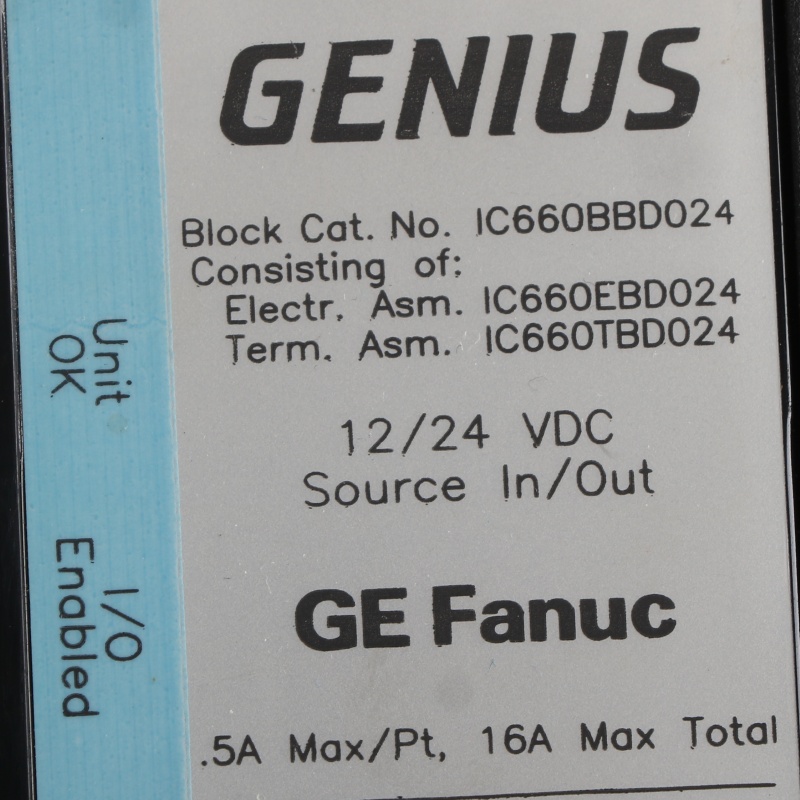 GENIUS
Block Cat. No. IC660BBD024
Consisting of:
Electr. Asm. IC660EBD024
Term. Asm. IC660TBD024
12/24 VDC
Source In/Out
GE Fanuc
.5A Max/Pt, 16A Max Total
Unit
OK
I/O
Enabled